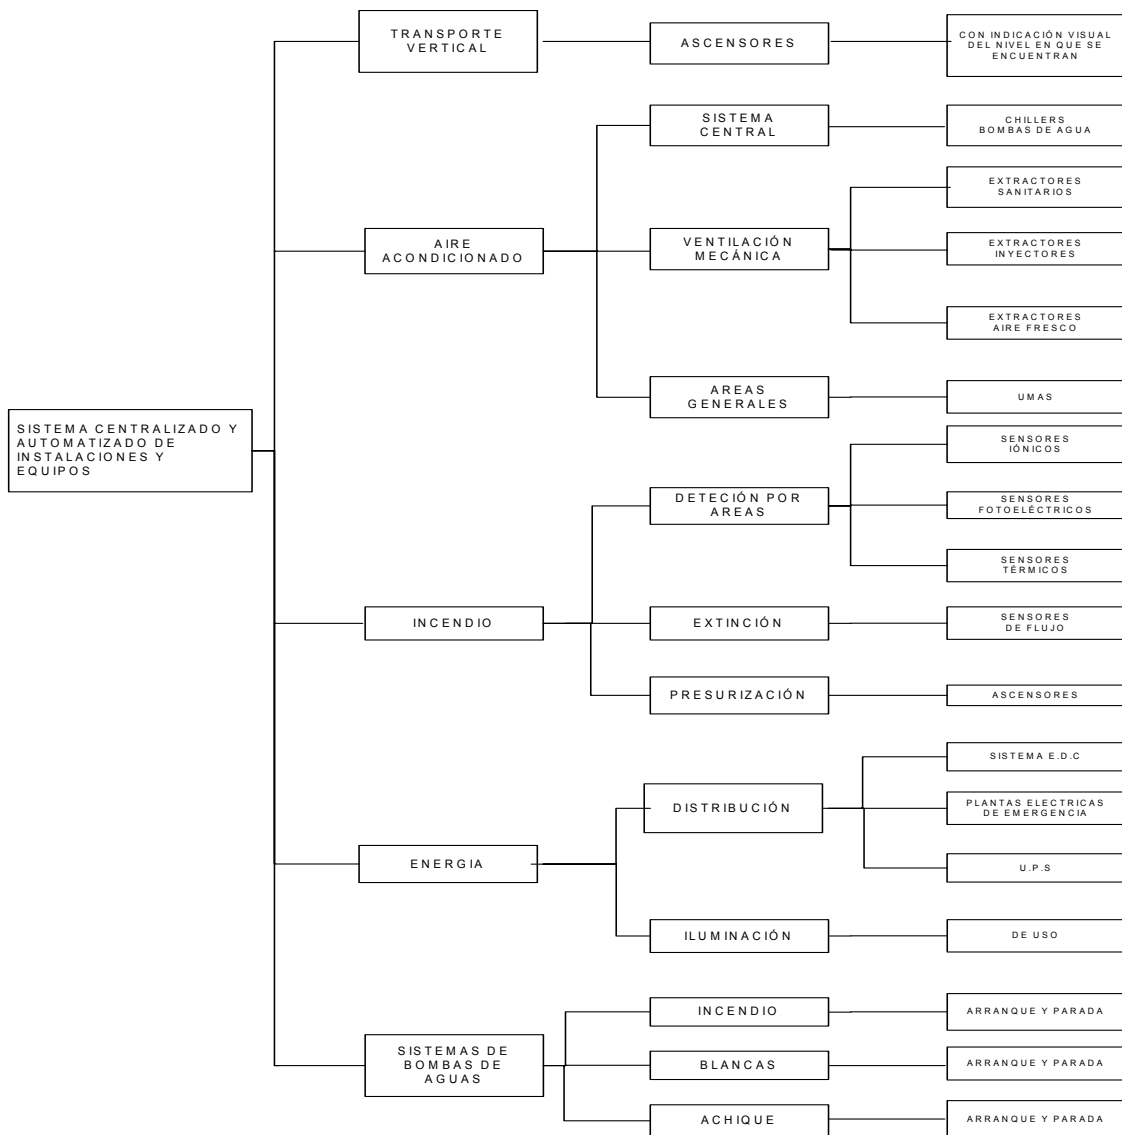 TRANSPORTE
VERTICAL
ASCENSORES
CON INDICACIÓN VISUAL
DEL NIVEL EN QUE SE
ENCUENTRAN
SISTEMA
CENTRAL
CHILLERS
BOMBAS DE AGUA
EXTRACTORES
SANITARIOS
AIRE
ACONDICIONADO
VENTILACIÓN
MECÁNICA
EXTRACTORES
INYECTORES
EXTRACTORES
AIRE FRESCO
AREAS
GENERALES
UMAS
SISTEMA CENTRALIZADO Y
AUTOMATIZADO DE
INSTALACIONES Y
EQUIPOS
SENSORES
IÓNICOS
DETECIÓN POR
AREAS
SENSORES
FOTOELÉCTRICOS
SENSORES
TÉRMICOS
INCENDIO
EXTINCIÓN
SENSORES
DE FLUJO
PRESURIZACIÓN
ASCENSORES
SISTEMA E.D.C
DISTRIBUCIÓN
PLANTAS ELECTRICAS
DE EMERGENCIA
ENERGIA
U.P.S
ILUMINACIÓN
DE USO
INCENDIO
ARRANQUE Y PARADA
SISTEMAS DE
BOMBAS DE
AGUAS
BLANCAS
ARRANQUE Y PARADA
ACHIQUE
ARRANQUE Y PARADA